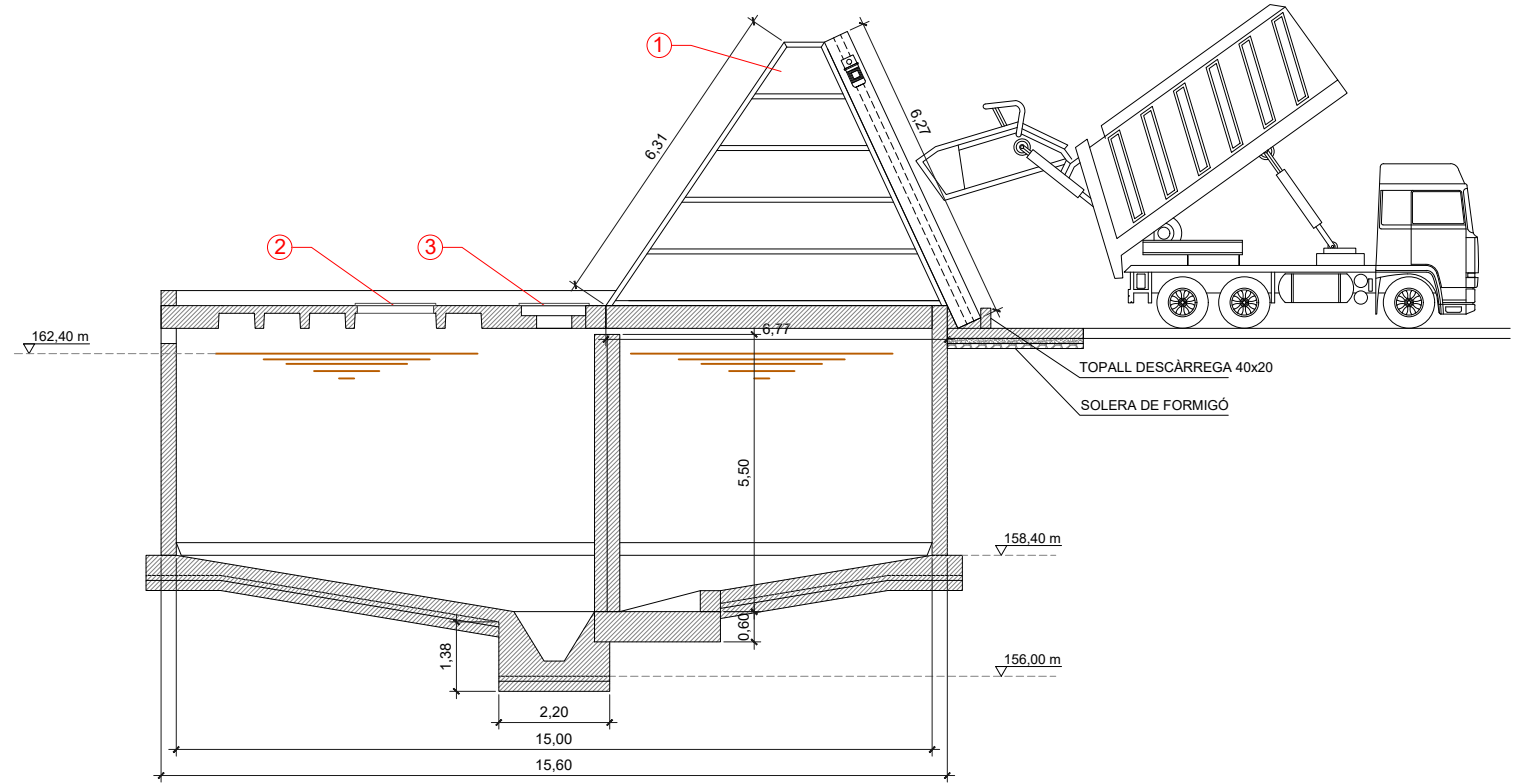 1
6,31
6,27
2
3
162,40 m
6,77
TOPALL DESCÀRREGA 40x20
SOLERA DE FORMIGÓ
5,50
158,40 m
0,60
1,38
156,00 m
2,20
15,00
15,60